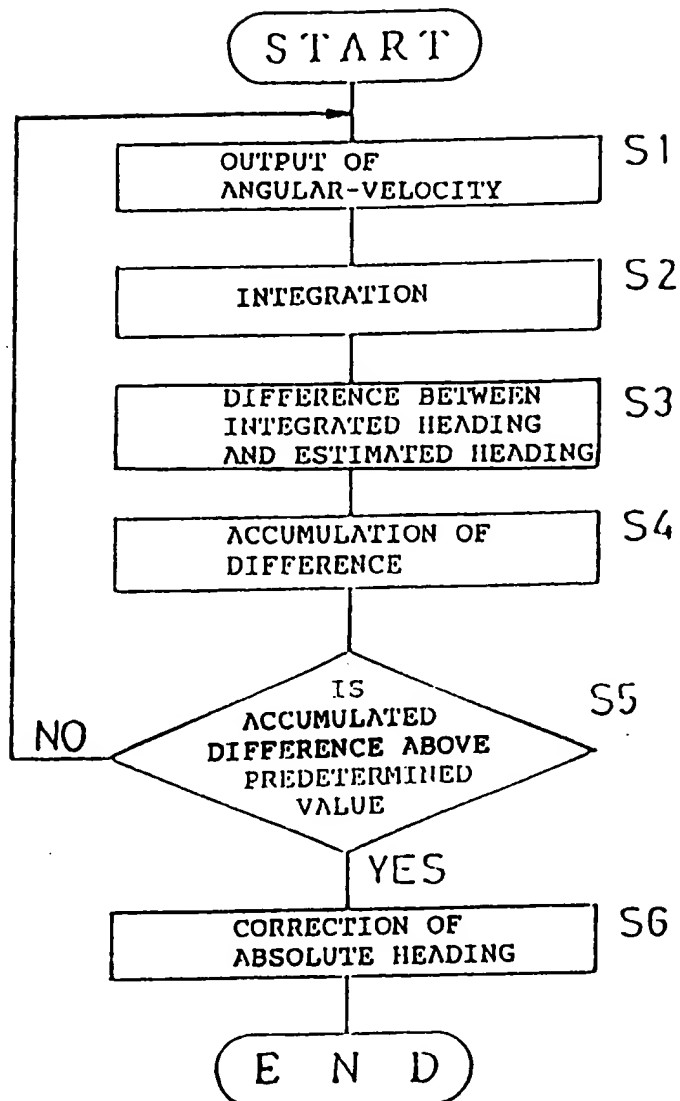 START
OUTPUT OF
ANGULAR-VELOCITY
S1
INTEGRATION
S2
DIFFERENCE BETWEEN
INTEGRATED HEADING
AND ESTIMATED HEADING
S3
ACCUMULATION OF
DIFFERENCE
S4
IS
ACCUMULATED
DIFFERENCE ABOVE
PREDETERMINED
VALUE
S5
NO
YES
CORRECTION OF
ABSOLUTE HEADING
S6
END